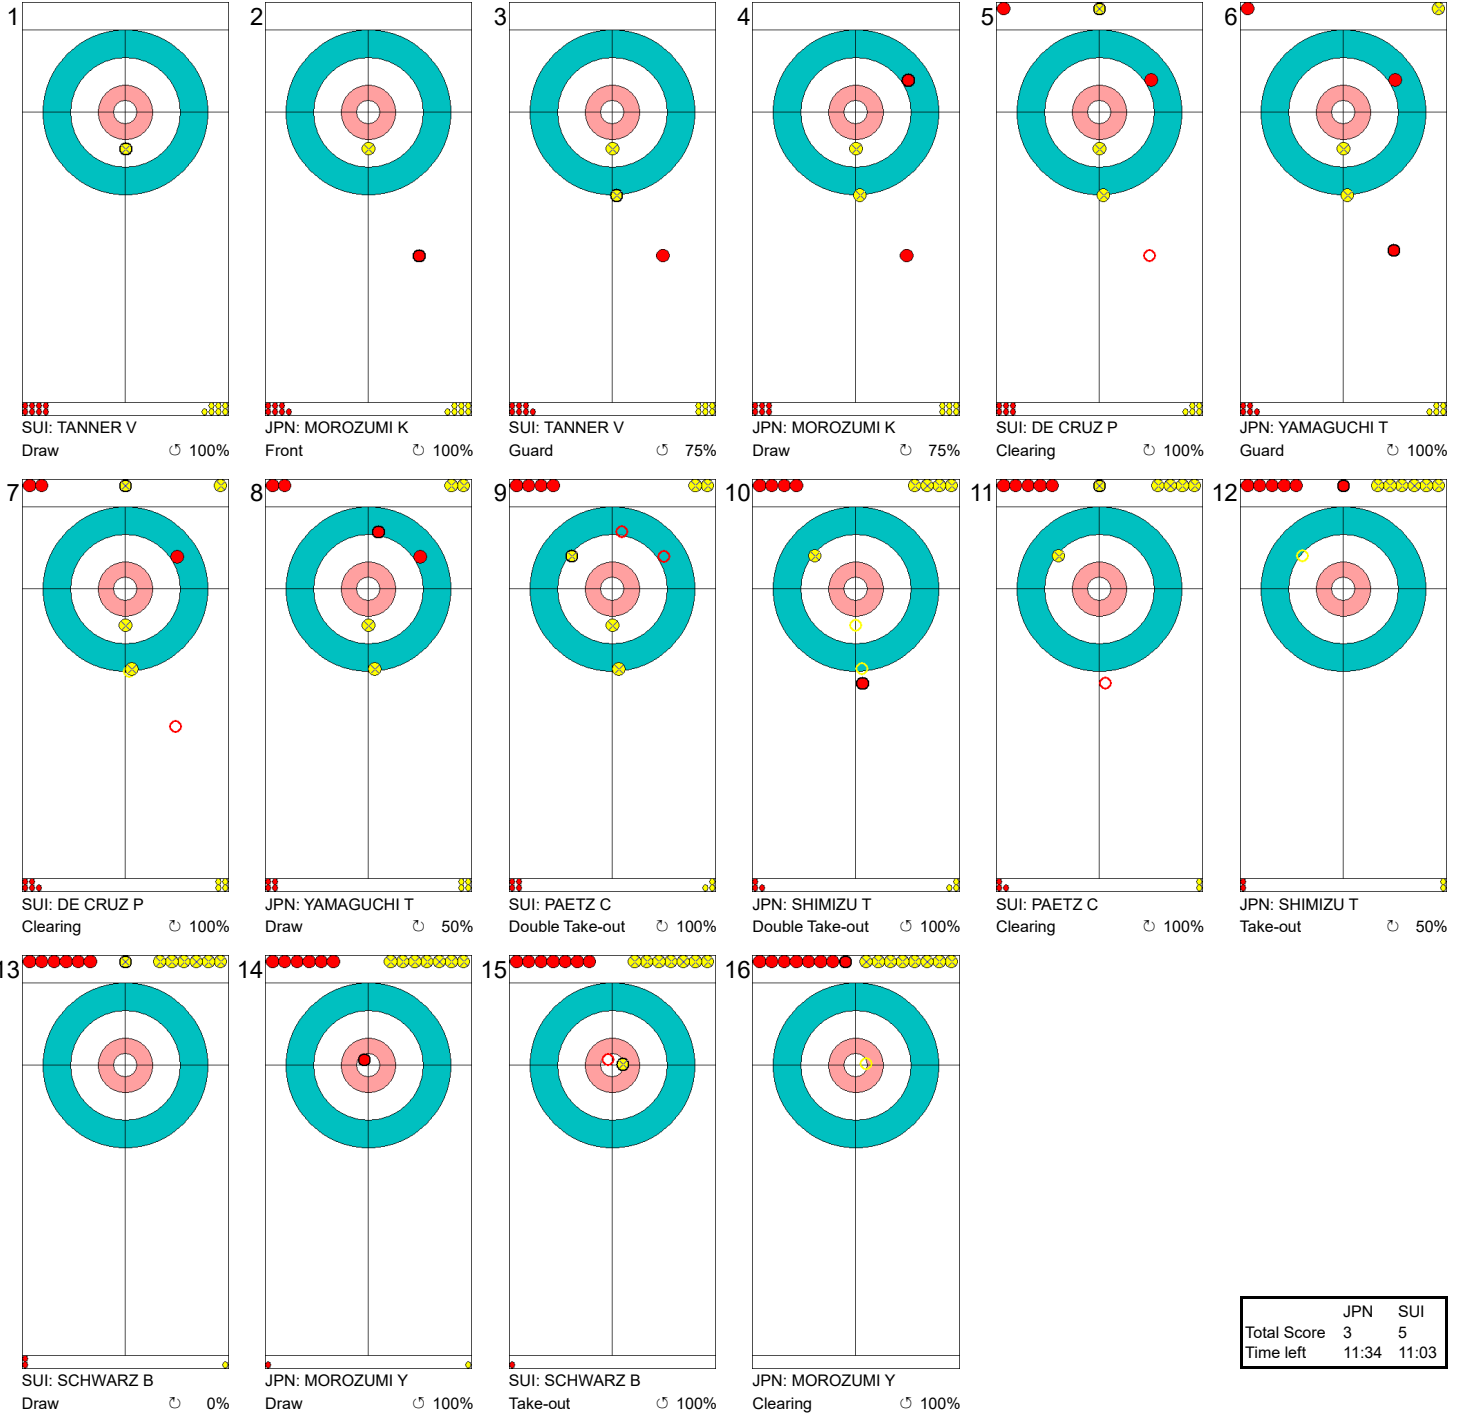 1 2 3 4 5 6
SUI: TANNER V JPN: MOROZUMI K SUI: TANNER V JPN: MOROZUMI K SUI: DE CRUZ P JPN: YAMAGUCHI T
Draw ↺ 100% Front ↻ 100% Guard ↺ 75% Draw ↻ 75% Clearing ↻ 100% Guard ↻ 100%
7 8 9 10 11 12
SUI: DE CRUZ P JPN: YAMAGUCHI T SUI: PAETZ C JPN: SHIMIZU T SUI: PAETZ C JPN: SHIMIZU T
Clearing ↻ 100% Draw ↻ 50% Double Take-out ↻ 100% Double Take-out ↺ 100% Clearing ↻ 100% Take-out ↻ 50%
13 14 15 16
JPN SUI
Total Score 3 5
Time left 11:34 11:03
SUI: SCHWARZ B JPN: MOROZUMI Y SUI: SCHWARZ B JPN: MOROZUMI Y
Draw ↻ 0% Draw ↺ 100% Take-out ↺ 100% Clearing ↺ 100%